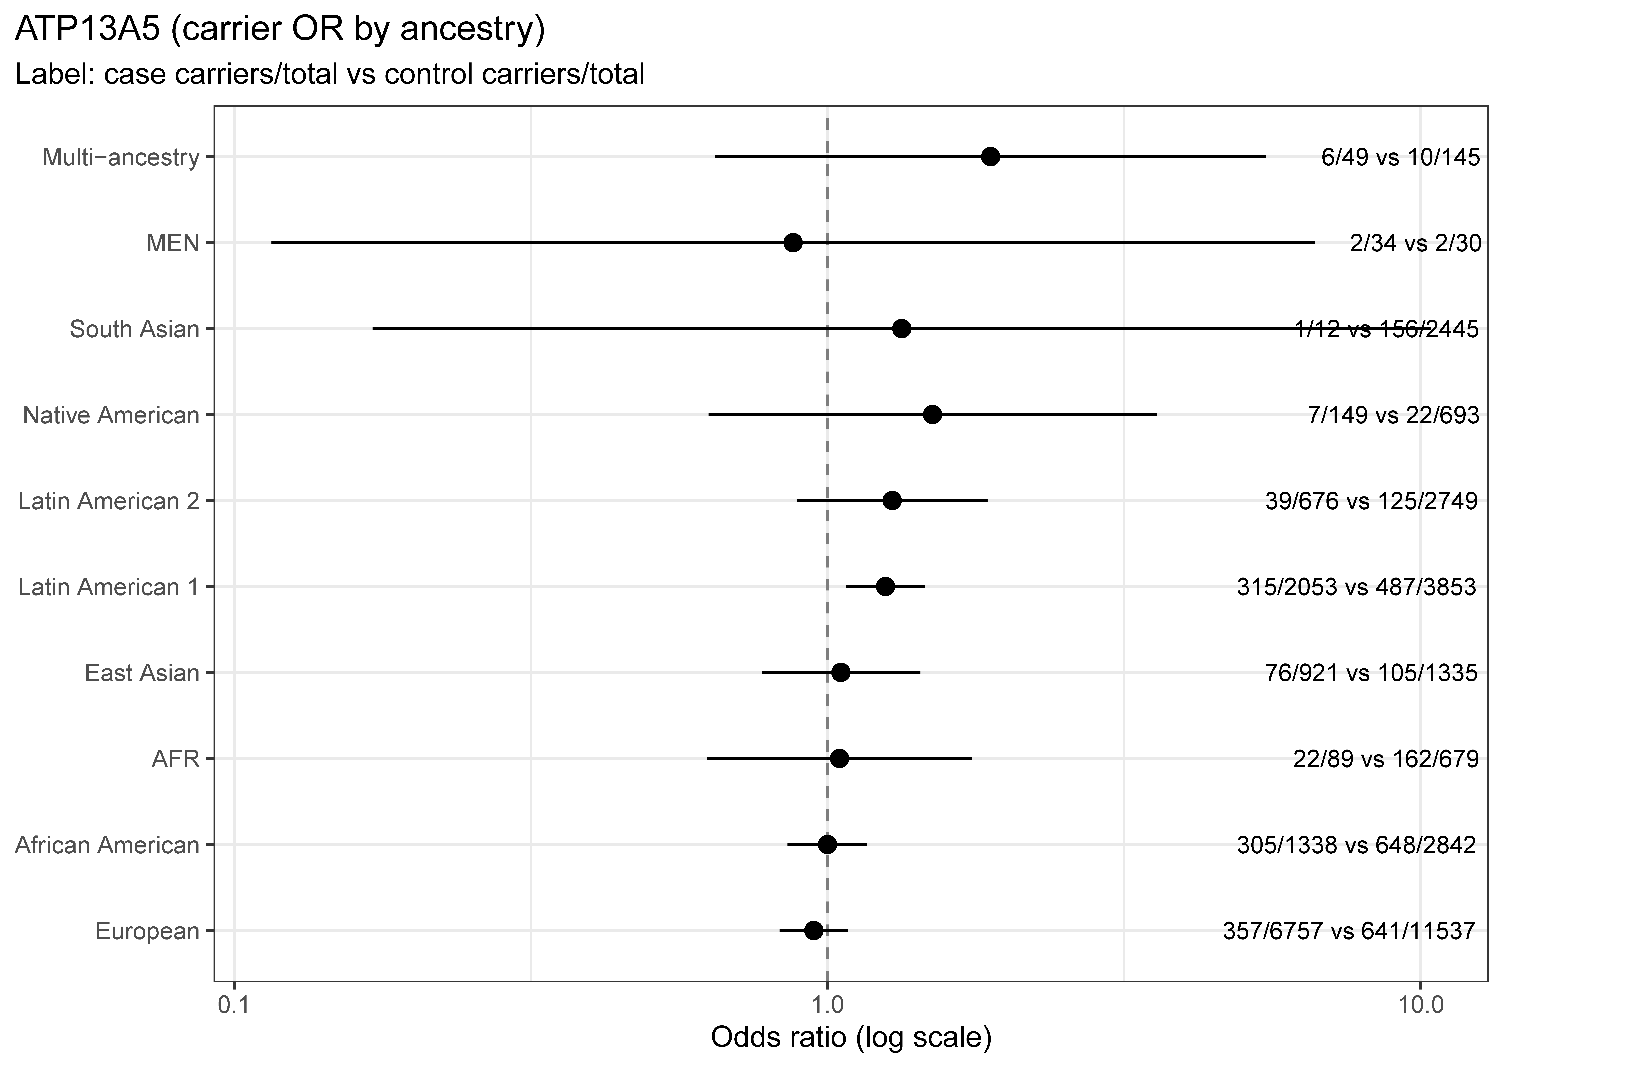 ATP13A5 (carrier OR by ancestry)
Label: case carriers/total vs control carriers/total
Multi−ancestry 6/49 vs 10/145
MEN 2/34 vs 2/30
South Asian 1/12 vs 156/2445
Native American 7/149 vs 22/693
Latin American 2 39/676 vs 125/2749
Latin American 1 315/2053 vs 487/3853
East Asian 76/921 vs 105/1335
AFR 22/89 vs 162/679
African American 305/1338 vs 648/2842
European 357/6757 vs 641/11537
0.1 1.0 10.0
Odds ratio (log scale)